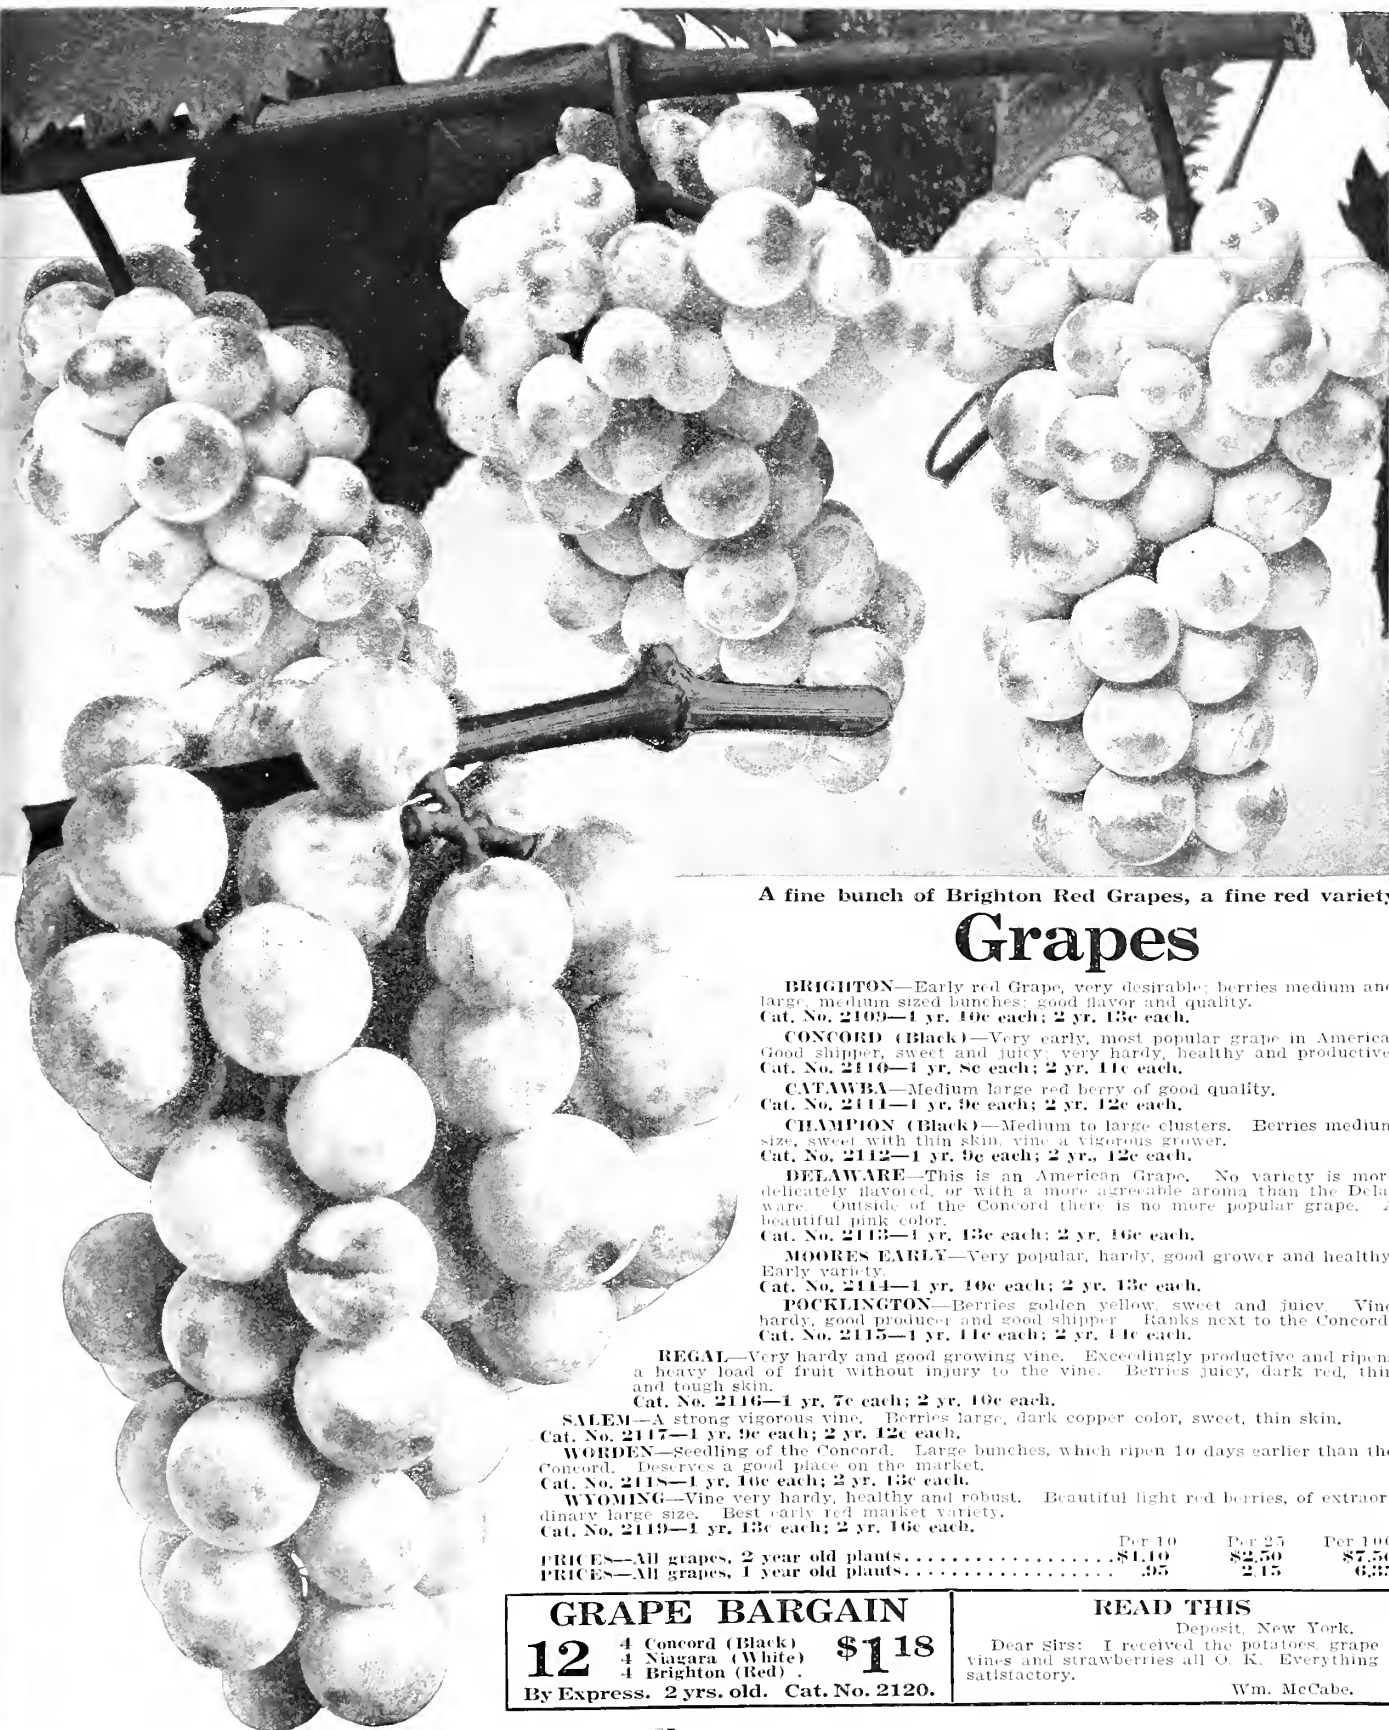 A fine bunch of Brighton Red Grapes, a fine red variety
Grapes
BRIGHTON—Early red Grape, very desirable; berries medium and
large, medium sized bunches; good flavor and quality.
Cat. No. 2109—1 yr. 10c each; 2 yr. 13c each.
CONCORD (Black)—Very early, most popular grape in America
Good shipper, sweet and juicy; very hardy, healthy and productive
Cat. No. 2110—1 yr. 8c each; 2 yr. 11c each.
CATAWBA—Medium large red berry of good quality.
Cat. No. 2111—1 yr. 9c each; 2 yr. 12c each.
CHAMPION (Black)—Medium to large clusters. Berries medium
size, sweet with thin skin, vine a vigorous grower.
Cat. No. 2112—1 yr. 9c each; 2 yr., 12c each.
DELAWARE—This is an American Grape. No variety is mor
delicately flavored, or with a more agreeable aroma than the Dela
ware. Outside of the Concord there is no more popular grape. A
beautiful pink color.
Cat. No. 2113—1 yr. 13c each; 2 yr. 16c each.
MOORES EARLY—Very popular, hardy, good grower and healthy
Early variety.
Cat. No. 2114—1 yr. 10c each; 2 yr. 13c each.
POCKLINGTON—Berries golden yellow, sweet and juicy. Vine
hardy, good producer and good shipper Ranks next to the Concord
Cat. No. 2115—1 yr. 11c each; 2 yr. 14c each.
REGAL—Very hardy and good growing vine. Exceedingly productive and ripens
a heavy load of fruit without injury to the vine. Berries juicy, dark red, thin
and tough skin.
Cat. No. 2116—1 yr. 7c each; 2 yr. 10c each.
SALEM—A strong vigorous vine. Berries large, dark copper color, sweet, thin skin.
Cat. No. 2117—1 yr. 9c each; 2 yr. 12c each.
WORDEN—Seedling of the Concord. Large bunches, which ripen 10 days earlier than the
Concord. Deserves a good place on the market.
Cat. No. 2118—1 yr. 10c each; 2 yr. 13c each.
WYOMING—Vine very hardy, healthy and robust. Beautiful light red berries, of extraor
dinary large size. Best early red market variety.
Cat. No. 2119—1 yr. 13c each; 2 yr. 16c each.
Per 10 Per 25 Per 100
PRICES—All grapes, 2 year old plants..................$1.10 $2.50 $7.50
PRICES—All grapes, 1 year old plants.................. .95 2.15
GRAPE BARGAIN
12 4 Concord (Black) $1 18
4 Niagara (White)
4 Brighton (Red) .
By Express. 2 yrs. old. Cat. No. 2120.
READ THIS
Deposit, New York.
Dear Sirs: I received the potatoes, grape
vines and strawberries all O. K. Everything
satisfactory.
Wm. McCabe.